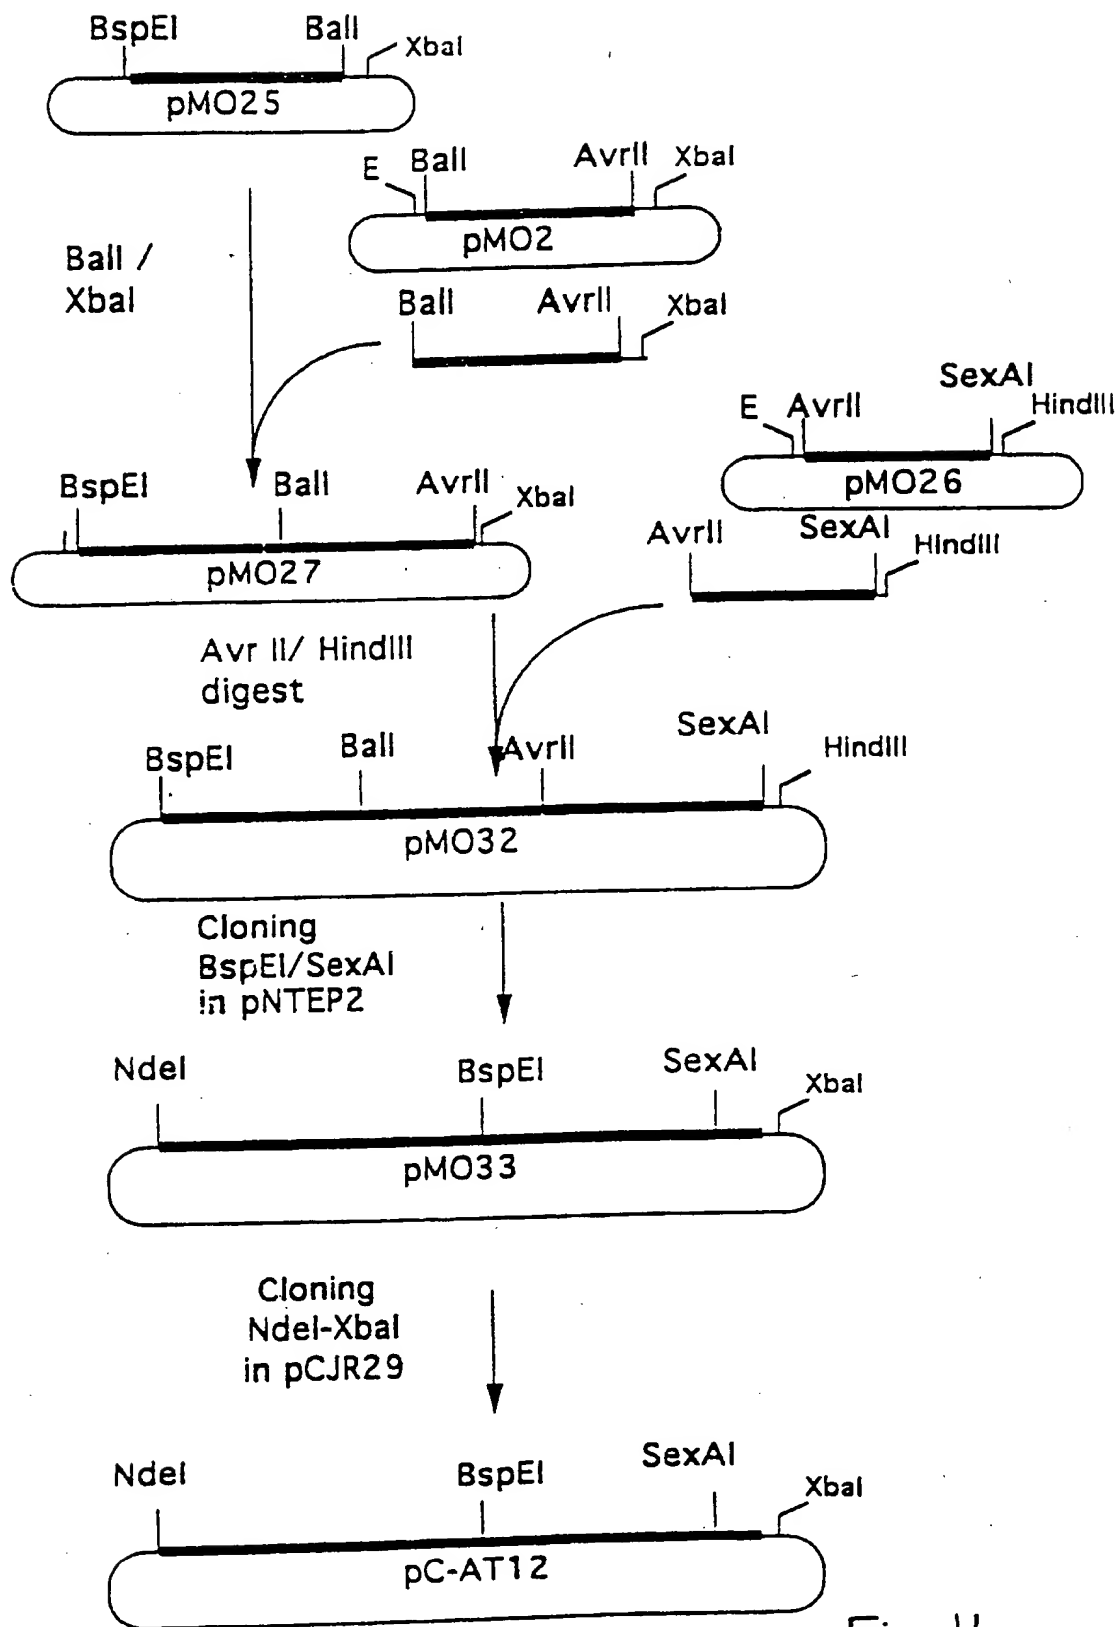 BspEI BalI XbaI
pMO25
E BalI AvrII XbaI
pMO2
BalI /
XbaI
BalI AvrII XbaI
SexAI
E AvrII HindIII
pMO26
BspEI BalI AvrII XbaI
pMO27
AvrII SexAI HindIII
Avr II/ HindIII
digest
BspEI BalI AvrII SexAI HindIII
pMO32
Cloning
BspEI/SexAI
in pNTEP2
NdeI BspEI SexAI XbaI
pMO33
Cloning
NdeI-XbaI
in pCJR29
NdeI BspEI SexAI XbaI
pC-AT12